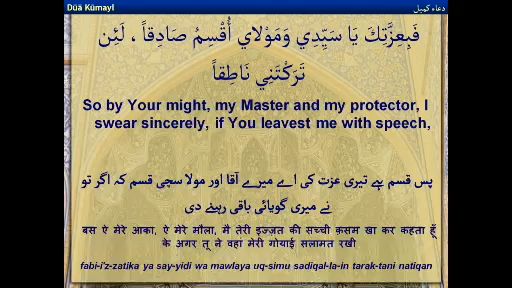 Dūā Kūmayl
دعاء كميل
فَبِعِزَّتِكَ يَا سَيِّدِي وَمَوْلاي أُقْسِمُ صَادِقاً ، لَئِن
تَرَكْتَنِي نَاطِقاً
So by Your might, my Master and my protector, I
swear sincerely, if You leavest me with speech,
پس قسم ہے تیری عزت کی اے میرے آقا اور مولا سچی قسم کہ اگر تو
نے میری گویائی باقی رہنے دی
बस ऐ मेरे आका, ऐ मेरे मौला, मै तेरी इज्ज़त की सच्ची क़सम खा कर कहता हूँ
के अगर तू ने वहां मेरी गोयाई सलामत रखी
fabi-i'z-zatika ya say-yidi wa mawlaya uq-simu sadiqal-la-in tarak-tani natiqan